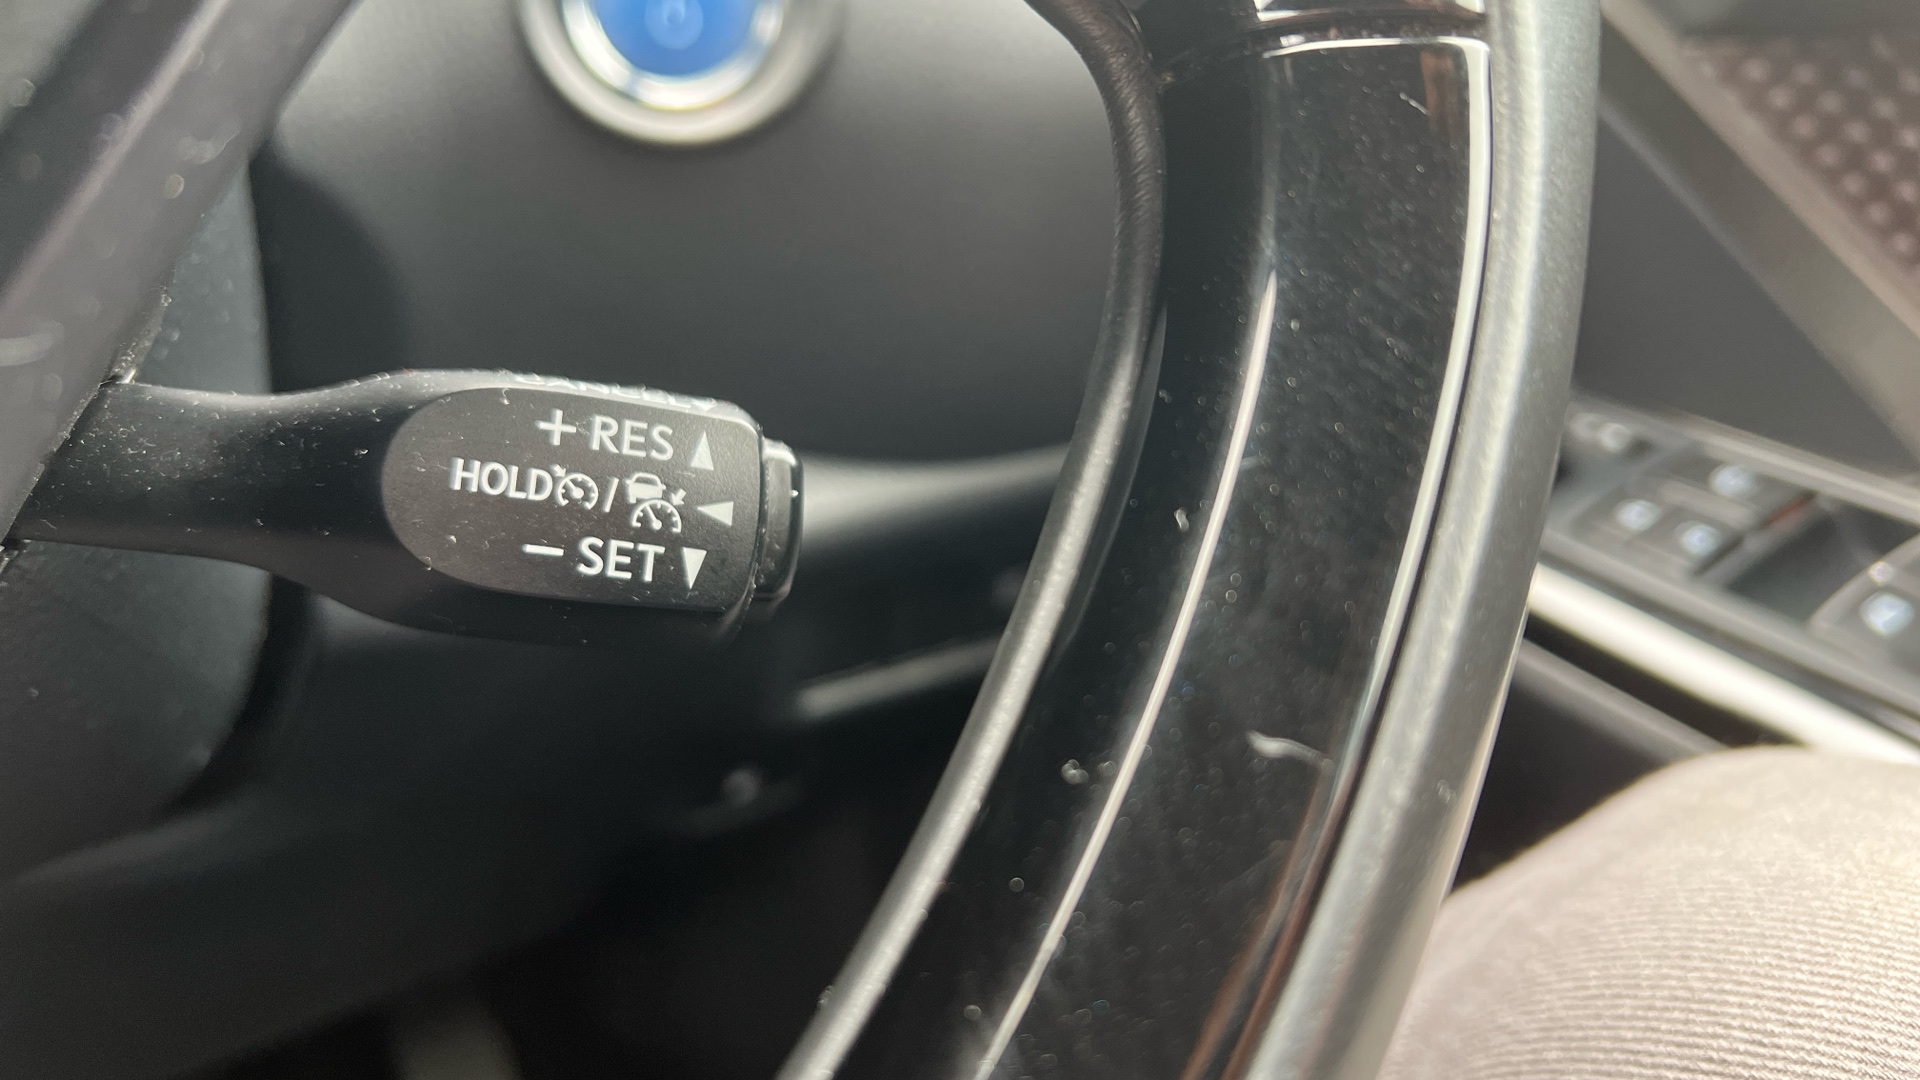 + RES ▲
HOLD / ◄
− SET ▼